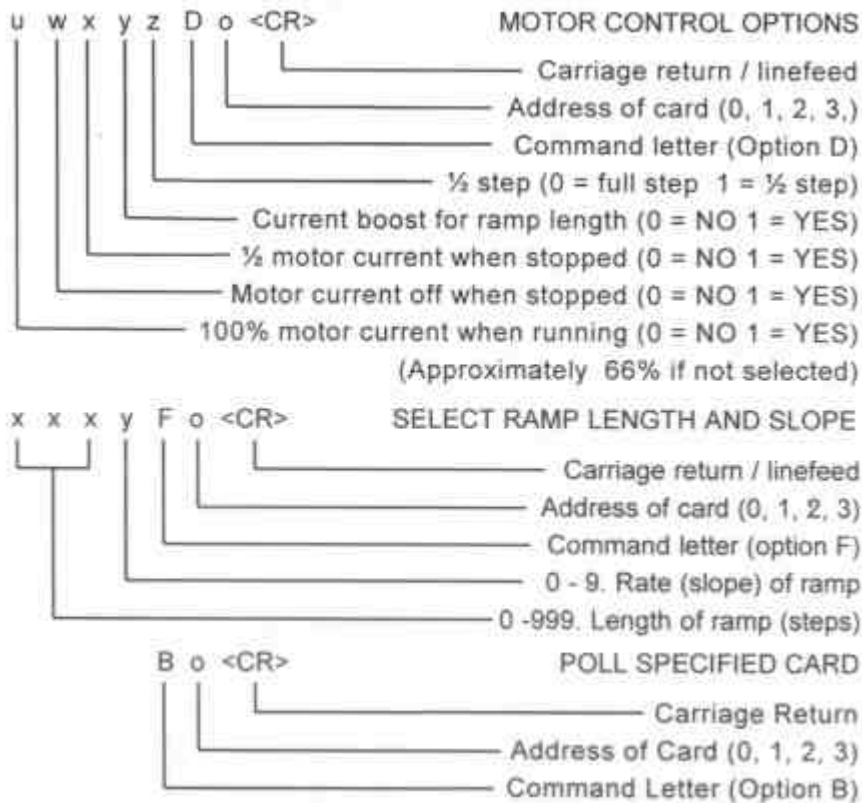 u w x y z D o <CR> MOTOR CONTROL OPTIONS
Carriage return / linefeed
Address of card (0, 1, 2, 3,)
Command letter (Option D)
½ step (0 = full step 1 = ½ step)
Current boost for ramp length (0 = NO 1 = YES)
½ motor current when stopped (0 = NO 1 = YES)
Motor current off when stopped (0 = NO 1 = YES)
100% motor current when running (0 = NO 1 = YES)
(Approximately 66% if not selected)
x x x y F o <CR> SELECT RAMP LENGTH AND SLOPE
Carriage return / linefeed
Address of card (0, 1, 2, 3)
Command letter (option F)
0 - 9. Rate (slope) of ramp
0 -999. Length of ramp (steps)
B o <CR> POLL SPECIFIED CARD
Carriage Return
Address of Card (0, 1, 2, 3)
Command Letter (Option B)